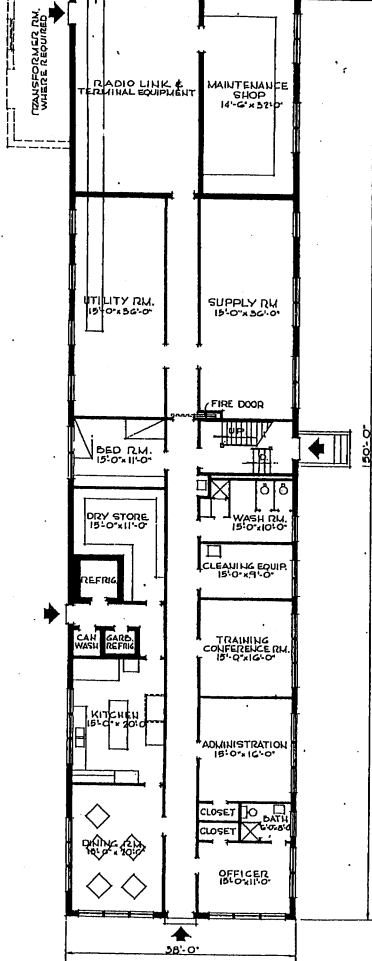 TRANSFORMER RM.
WHERE REQUIRED
RADIO LINK &
TERMINAL EQUIPMENT
MAINTENANCE
SHOP
14'-6" x 32'-0"
UTILITY RM.
15'-0" x 36'-0"
SUPPLY RM
15'-0" x 36'-0"
FIRE DOOR
UP
BED RM.
15'-0" x 11'-0"
DRY STORE
15'-0" x 11'-0"
WASH RM.
15'-0" x 10'-0"
REFRIG.
CLEANING EQUIP.
15'-0" x 9'-0"
CAN
WASH
GARB.
REFRIG
TRAINING
CONFERENCE RM.
15'-0" x 16'-0"
KITCHEN
15'-0" x 20'-0"
ADMINISTRATION
15'-0" x 16'-0"
CLOSET
BATH
CLOSET
DINING RM.
15'-0" x 20'-0"
OFFICER
15'-0" x 11'-0"
150'-0"
38'-0"